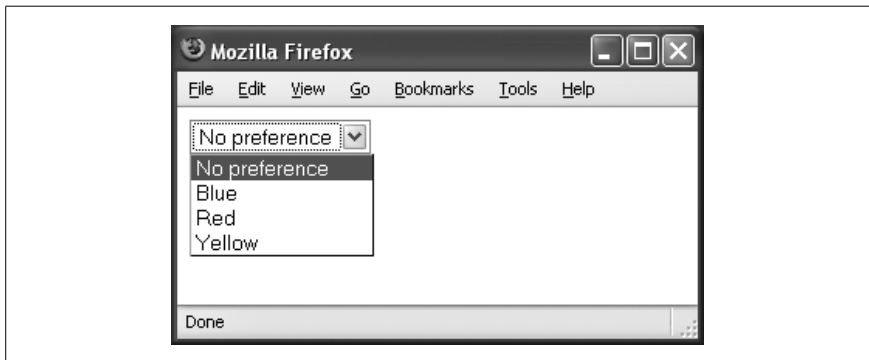 Mozilla Firefox
File Edit View Go Bookmarks Tools Help
No preference
No preference
Blue
Red
Yellow
Done